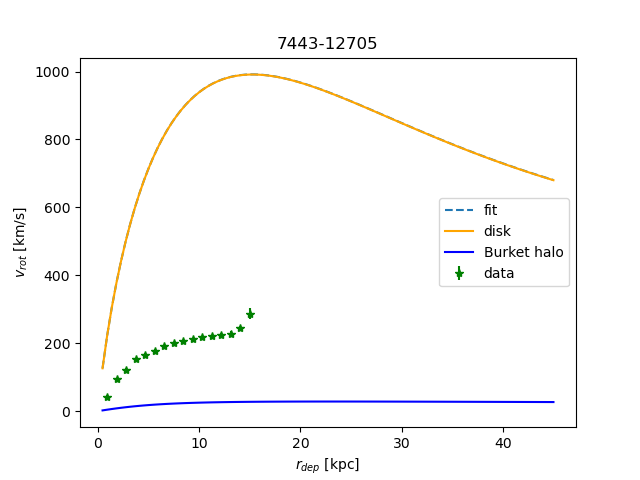 7443-12705
1000
800
600
400
200
0
v_rot [km/s]
fit
disk
Burket halo
data
0 10 20 30 40
r_dep [kpc]